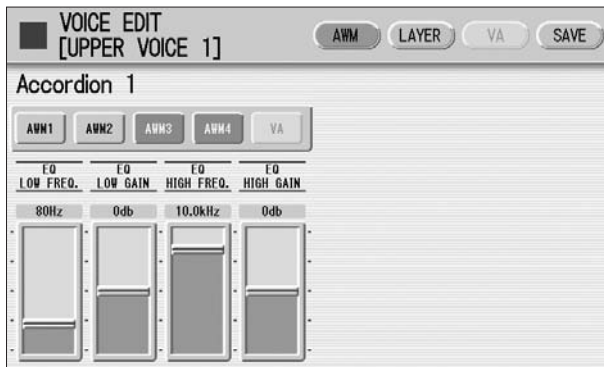 VOICE EDIT
[UPPER VOICE 1]
AWM LAYER VA SAVE
Accordion 1
AWM1 AWM2 AWM3 AWM4 VA
EQ EQ EQ EQ
LOW FREQ. LOW GAIN HIGH FREQ. HIGH GAIN
80Hz 0db 10.0kHz 0db